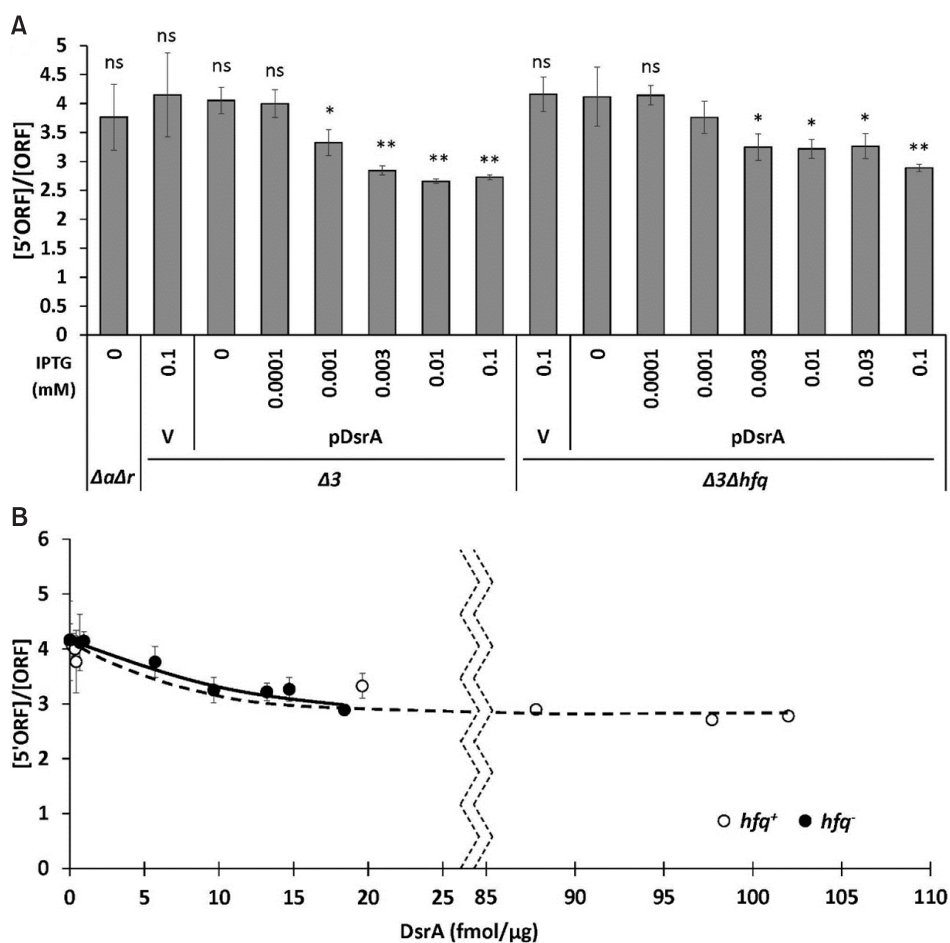 A
[5'ORF]/[ORF]
5
4.5
4
3.5
3
2.5
2
1.5
1
0.5
0
ns ns ns ns * ** ** ** ns ns * * * **
IPTG (mM)
0 0.1 0 0.0001 0.001 0.003 0.01 0.1 0.1 0 0.0001 0.001 0.003 0.01 0.03 0.1
V pDsrA V pDsrA
ΔaΔr Δ3 Δ3Δhfq
B
[5'ORF]/[ORF]
6
5
4
3
2
1
0
hfq⁺ hfq⁻
0 5 10 15 20 25 85 90 95 100 105 110
DsrA (fmol/µg)